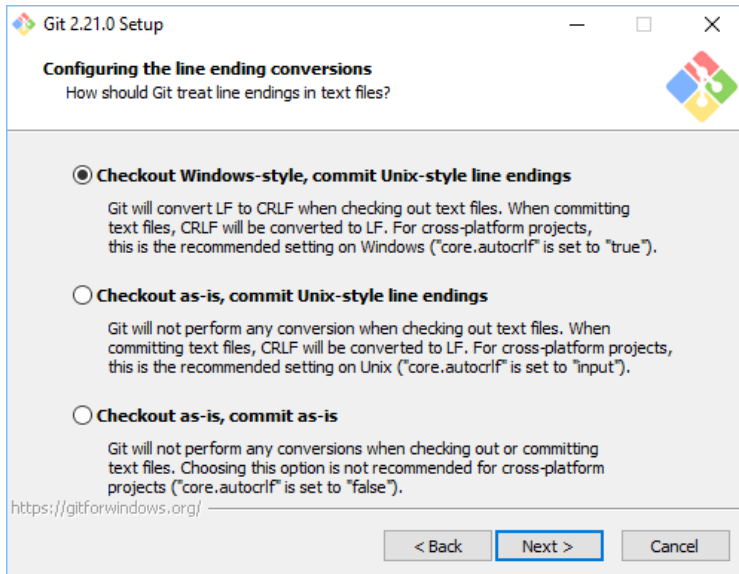 Git 2.21.0 Setup
Configuring the line ending conversions
How should Git treat line endings in text files?
Checkout Windows-style, commit Unix-style line endings
Git will convert LF to CRLF when checking out text files. When committing
text files, CRLF will be converted to LF. For cross-platform projects,
this is the recommended setting on Windows ("core.autocrlf" is set to "true").
Checkout as-is, commit Unix-style line endings
Git will not perform any conversion when checking out text files. When
committing text files, CRLF will be converted to LF. For cross-platform projects,
this is the recommended setting on Unix ("core.autocrlf" is set to "input").
Checkout as-is, commit as-is
Git will not perform any conversions when checking out or committing
text files. Choosing this option is not recommended for cross-platform
projects ("core.autocrlf" is set to "false").
https://gitforwindows.org/
< Back Next > Cancel